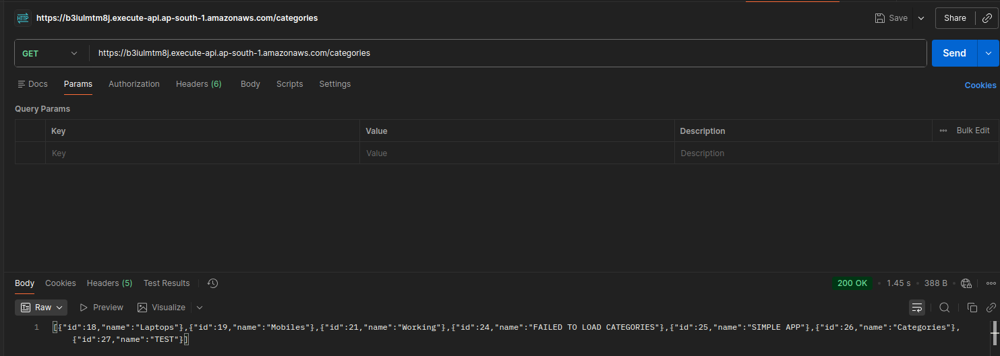 HTTP https://b3iulmtm8j.execute-api.ap-south-1.amazonaws.com/categories Save Share
GET https://b3iulmtm8j.execute-api.ap-south-1.amazonaws.com/categories Send
Docs Params Authorization Headers (6) Body Scripts Settings Cookies
Query Params
Key Value Description ••• Bulk Edit
Key Value Description
Body Cookies Headers (5) Test Results 200 OK • 1.45 s • 388 B •••
Raw Preview Visualize
1 [{"id":18,"name":"Laptops"},{"id":19,"name":"Mobiles"},{"id":21,"name":"Working"},{"id":24,"name":"FAILED TO LOAD CATEGORIES"},{"id":25,"name":"SIMPLE APP"},{"id":26,"name":"Categories"},
{"id":27,"name":"TEST"}]